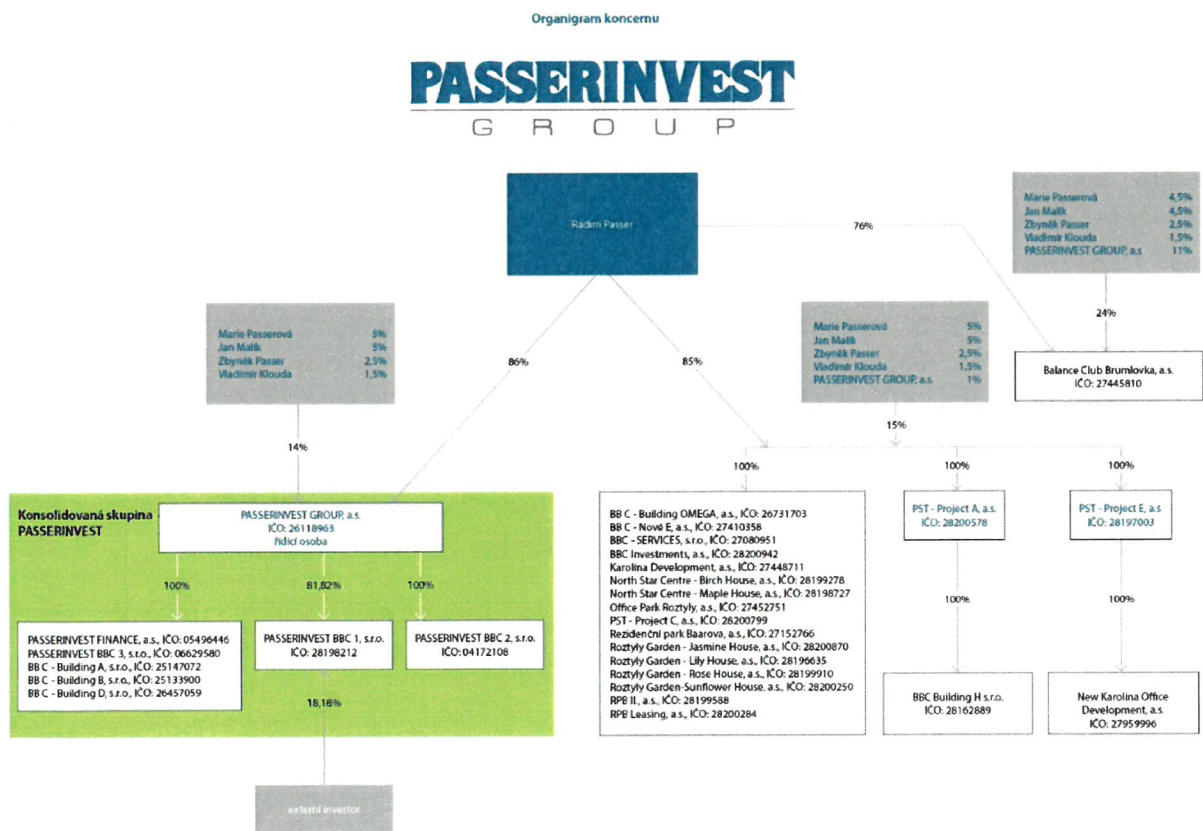 Organigram koncernu
PASSERINVEST
GROUP
Radim Passer
Marie Passerová 4,5%
Jan Malík 4,5%
Zbyněk Passer 2,5%
Vladimír Klouda 1,5%
PASSERINVEST GROUP, a.s 11%
76%
24%
Balance Club Brumlovka, a.s.
IČO: 27445810
Marie Passerová 5%
Jan Malík 5%
Zbyněk Passer 2,5%
Vladimír Klouda 1,5%
86%
85%
Marie Passerová 5%
Jan Malík 5%
Zbyněk Passer 2,5%
Vladimír Klouda 1,5%
PASSERINVEST GROUP, a.s. 1%
14%
15%
100%
100%
100%
Konsolidovaná skupina
PASSERINVEST
PASSERINVEST GROUP, a.s.
IČO: 26118963
řídící osoba
100%
81,82%
100%
PASSERINVEST FINANCE, a.s., IČO: 05496446
PASSERINVEST BBC 3, s.r.o., IČO: 06629580
BB C - Building A, s.r.o., IČO: 25147072
BB C - Building B, s.r.o., IČO: 25133900
BB C - Building D, s.r.o., IČO: 26457059
PASSERINVEST BBC 1, s.r.o.
IČO: 28198212
PASSERINVEST BBC 2, s.r.o.
IČO: 04172108
18,18%
externí investor
BB C - Building OMEGA, a.s., IČO: 26731703
BB C - Nové E, a.s., IČO: 27410358
BBC - SERVICES, s.r.o., IČO: 27080951
BBC Investments, a.s., IČO: 28200942
Karolína Development, a.s., IČO: 27448711
North Star Centre - Birch House, a.s., IČO: 28199278
North Star Centre - Maple House, a.s., IČO: 28198727
Office Park Roztyly, a.s., IČO: 27452751
PST - Project C, a.s., IČO: 28200799
Rezidenční park Baarova, a.s., IČO: 27152766
Roztyly Garden - Jasmine House, a.s., IČO: 28200870
Roztyly Garden - Lily House, a.s., IČO: 28196635
Roztyly Garden - Rose House, a.s., IČO: 28199910
Roztyly Garden-Sunflower House, a.s., IČO: 28200250
RPB II., a.s., IČO: 28199588
RPB Leasing, a.s., IČO: 28200284
PST - Project A, a.s.
IČO: 28200578
100%
BBC Building H s.r.o.
IČO: 28162889
PST - Project E, a.s.
IČO: 28197003
100%
New Karolina Office
Development, a.s.
IČO: 27959996